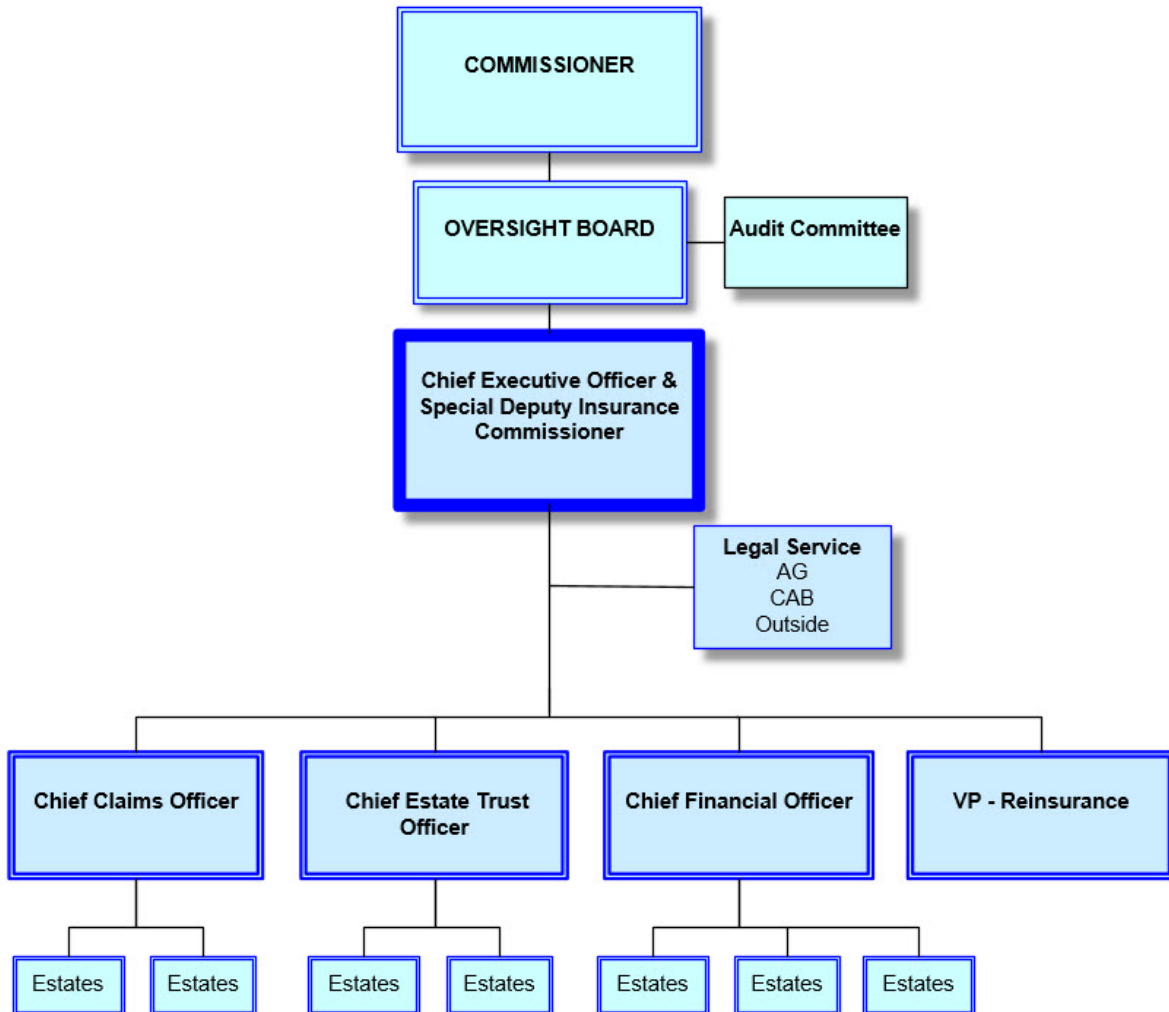 COMMISSIONER
OVERSIGHT BOARD
Audit Committee
Chief Executive Officer &
Special Deputy Insurance
Commissioner
Legal Service
AG
CAB
Outside
Chief Claims Officer
Chief Estate Trust
Officer
Chief Financial Officer
VP - Reinsurance
Estates
Estates
Estates
Estates
Estates
Estates
Estates